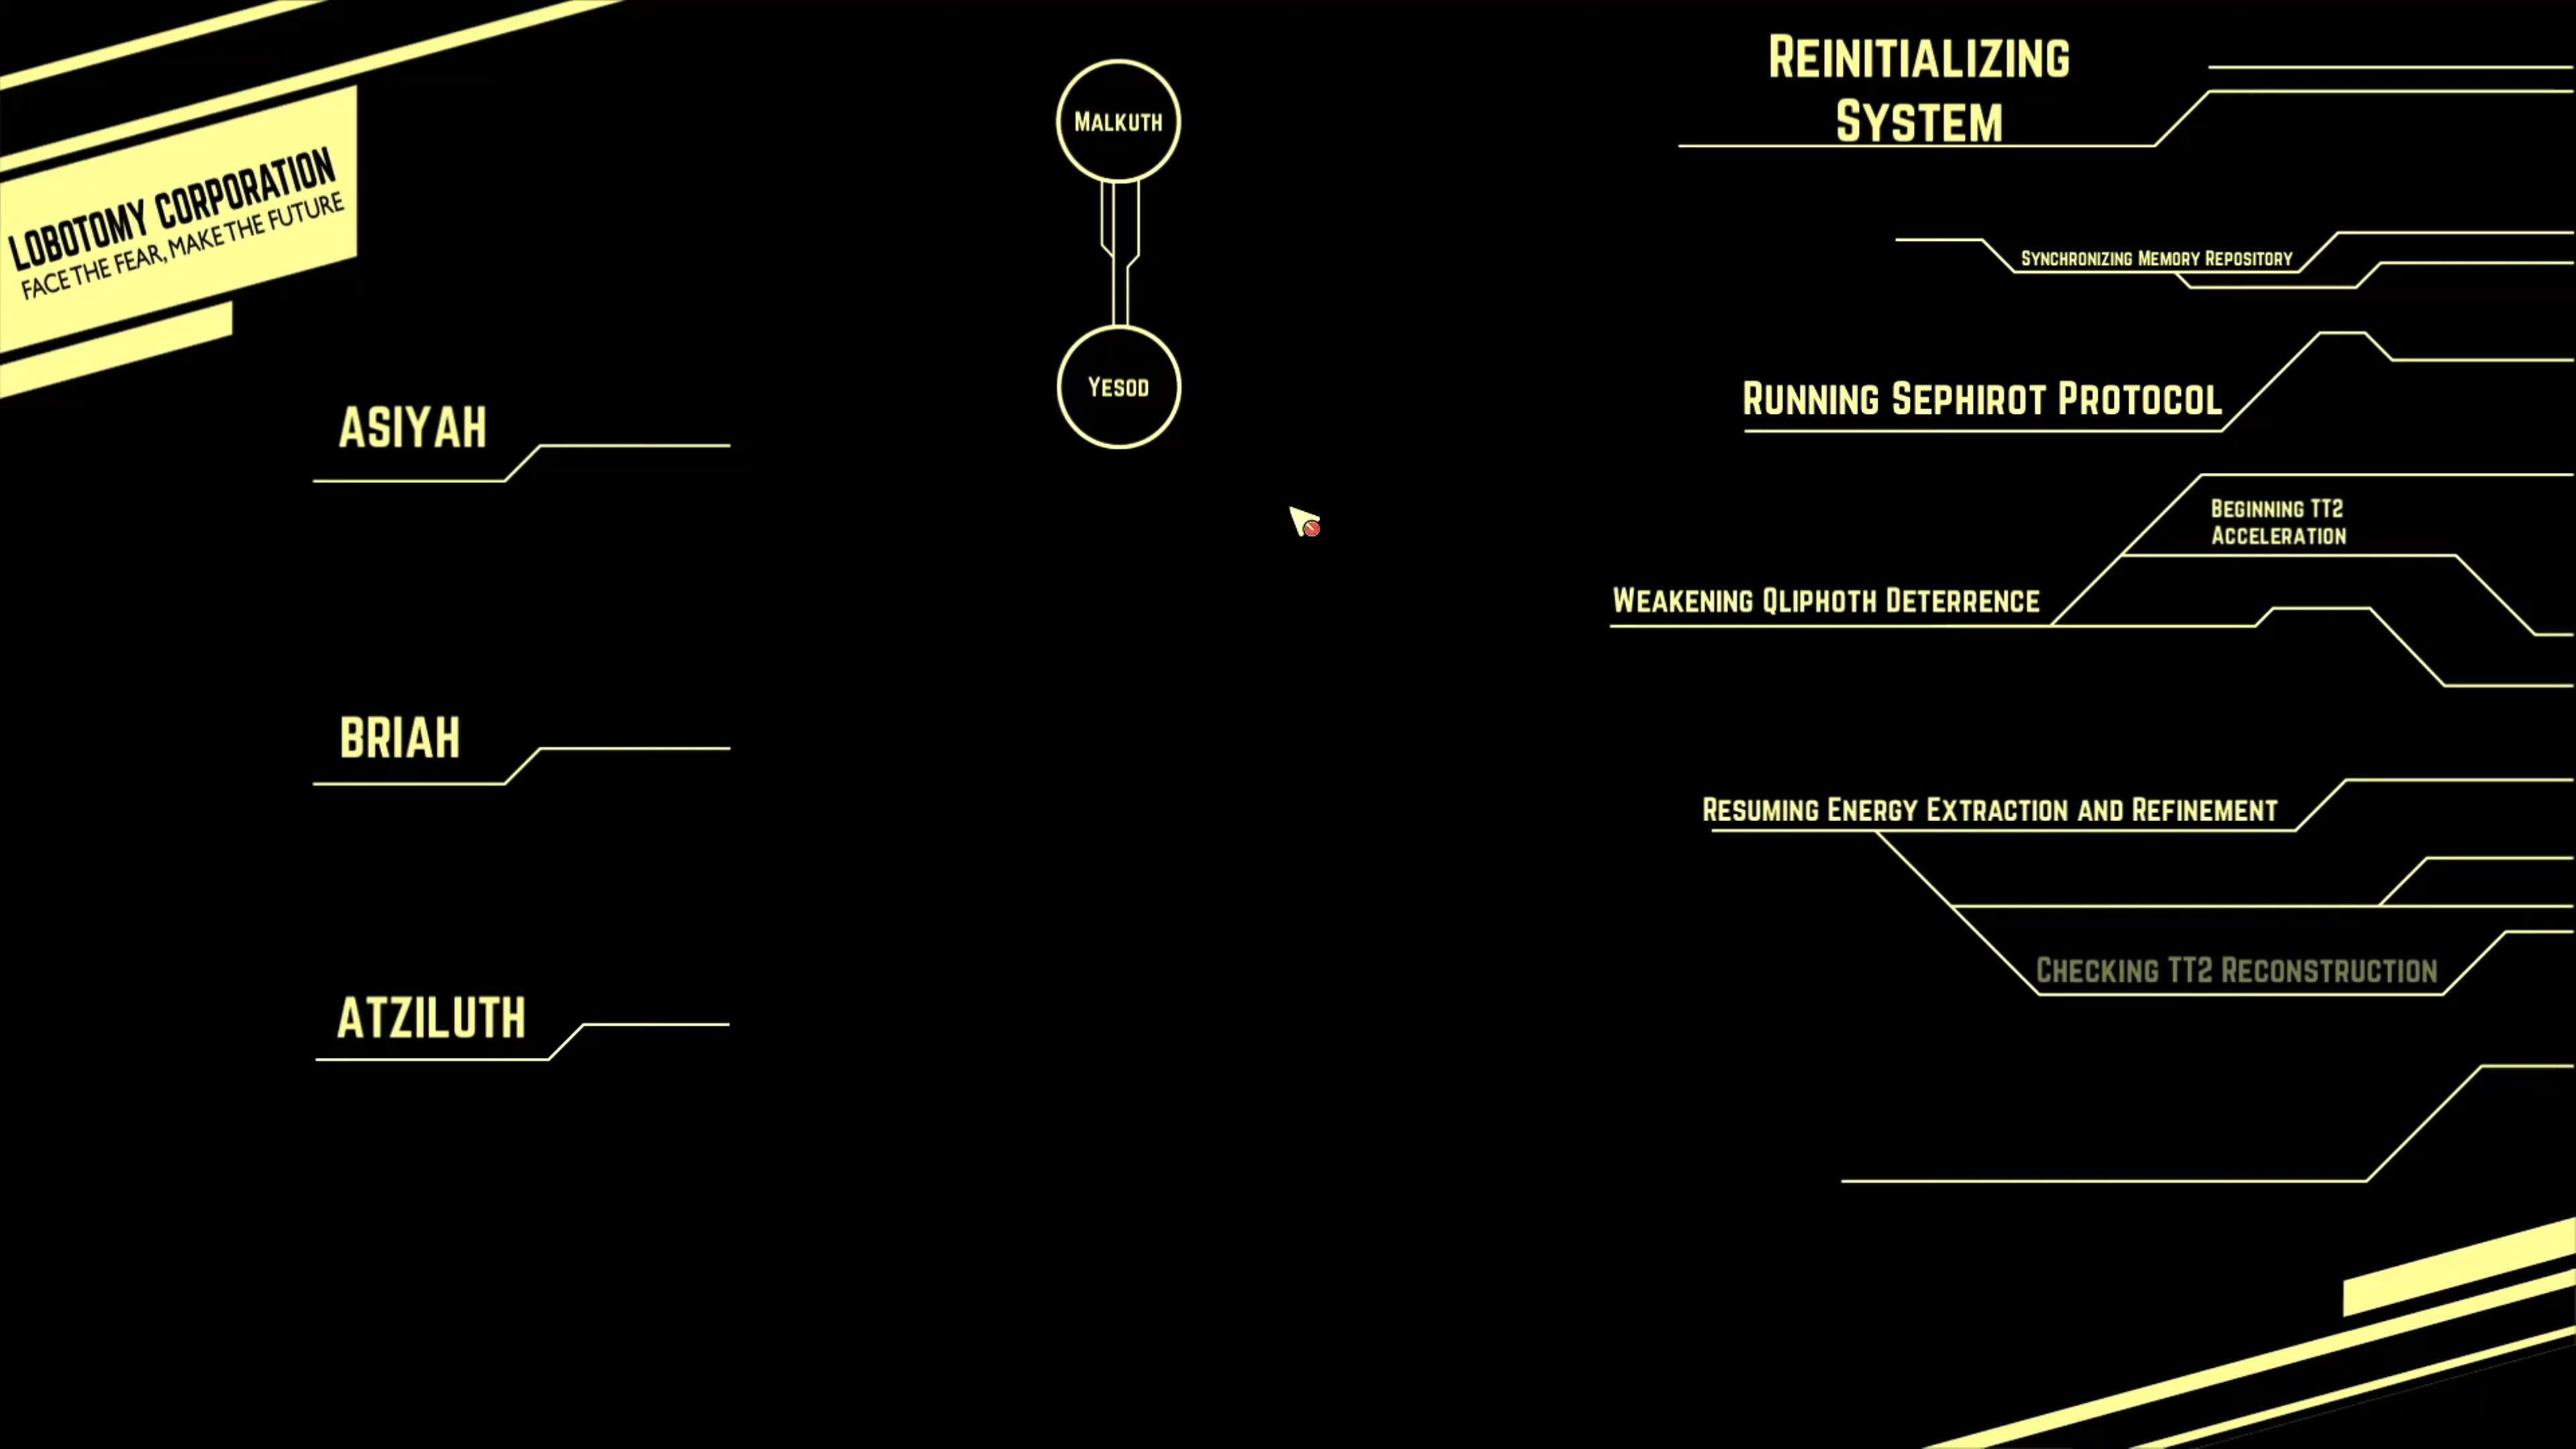 LOBOTOMY CORPORATION
FACE THE FEAR, MAKE THE FUTURE
ASIYAH
BRIAH
ATZILUTH
MALKUTH
YESOD
REINITIALIZING
SYSTEM
SYNCHRONIZING MEMORY REPOSITORY
RUNNING SEPHIROT PROTOCOL
BEGINNING TT2
ACCELERATION
WEAKENING QLIPHOTH DETERRENCE
RESUMING ENERGY EXTRACTION AND REFINEMENT
CHECKING TT2 RECONSTRUCTION